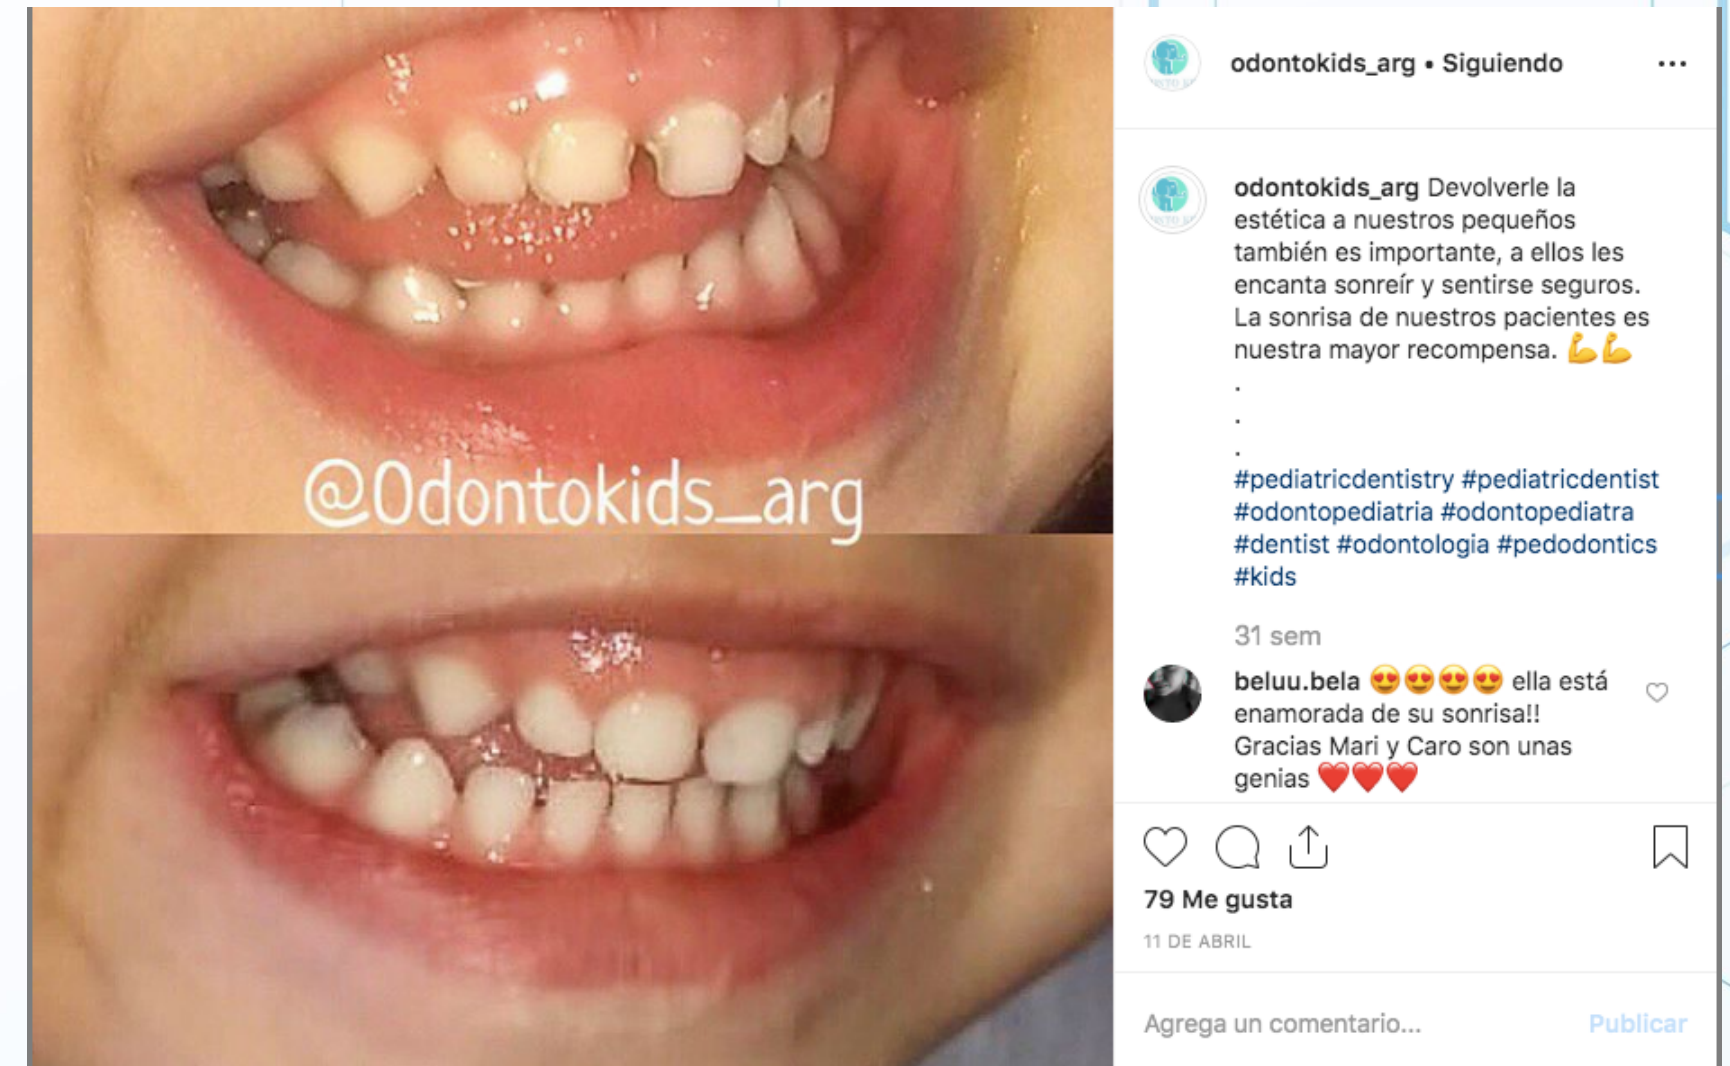 @Odontokids_arg
odontokids_arg • Siguiendo
odontokids_arg Devolverle la
estética a nuestros pequeños
también es importante, a ellos les
encanta sonreír y sentirse seguros.
La sonrisa de nuestros pacientes es
nuestra mayor recompensa. 💪💪
.
.
.
#pediatricdentistry #pediatricdentist
#odontopediatria #odontopediatra
#dentist #odontologia #pedodontics
#kids
31 sem
beluu.bela 😍😍😍😍 ella está
enamorada de su sonrisa!!
Gracias Mari y Caro son unas
genias ❤️❤️❤️
79 Me gusta
11 DE ABRIL
Agrega un comentario...
Publicar